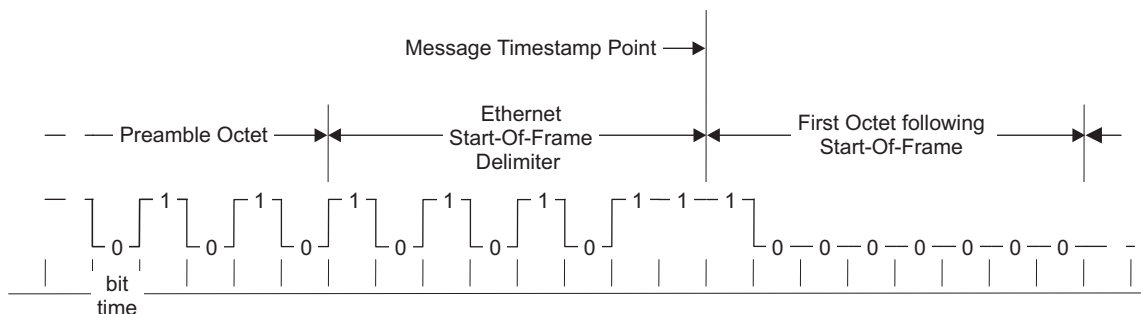 Message Timestamp Point
Preamble Octet
Ethernet
Start-Of-Frame
Delimiter
First Octet following
Start-Of-Frame
1 1 1 1 1 1 1 1
0 0 0 0 0 0 0 0 0 0 0 0 0
bit
time